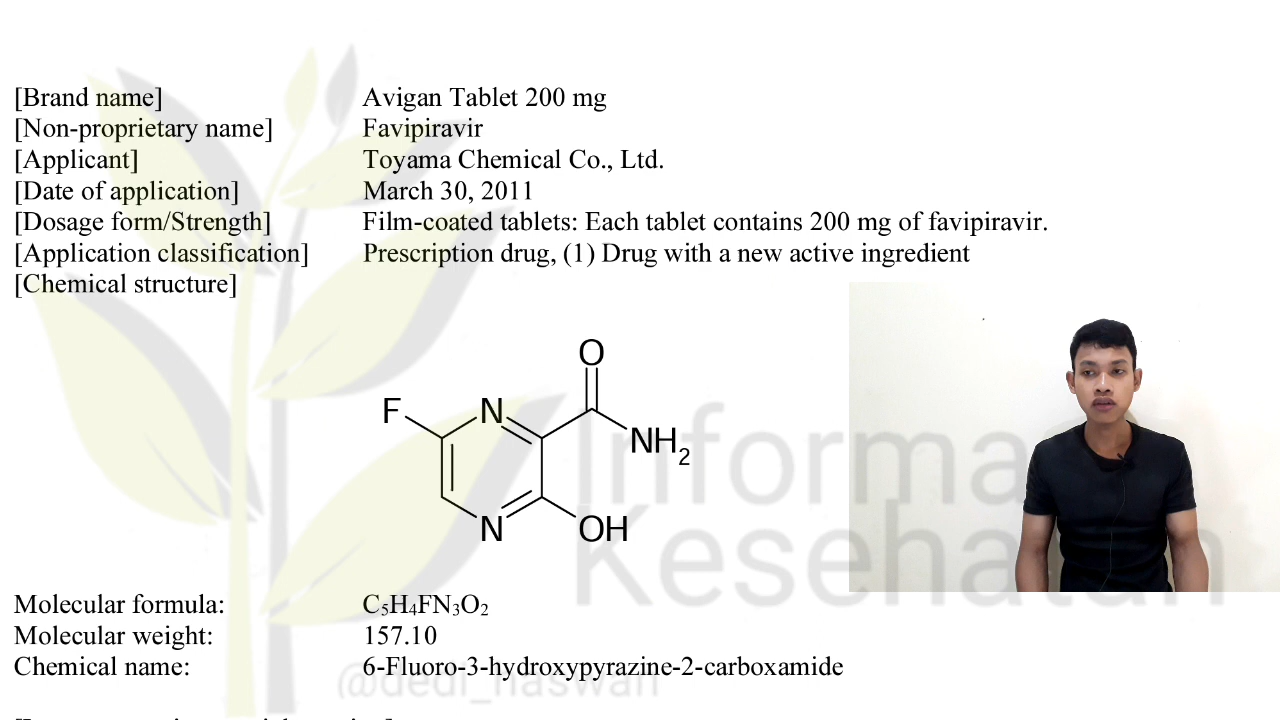 [Brand name] Avigan Tablet 200 mg
[Non-proprietary name] Favipiravir
[Applicant] Toyama Chemical Co., Ltd.
[Date of application] March 30, 2011
[Dosage form/Strength] Film-coated tablets: Each tablet contains 200 mg of favipiravir.
[Application classification] Prescription drug, (1) Drug with a new active ingredient
[Chemical structure]
O
F N
NH2
N OH
Informa
Kesehatan
Molecular formula: C5H4FN3O2
Molecular weight: 157.10
Chemical name: 6-Fluoro-3-hydroxypyrazine-2-carboxamide
@dedi_haswan